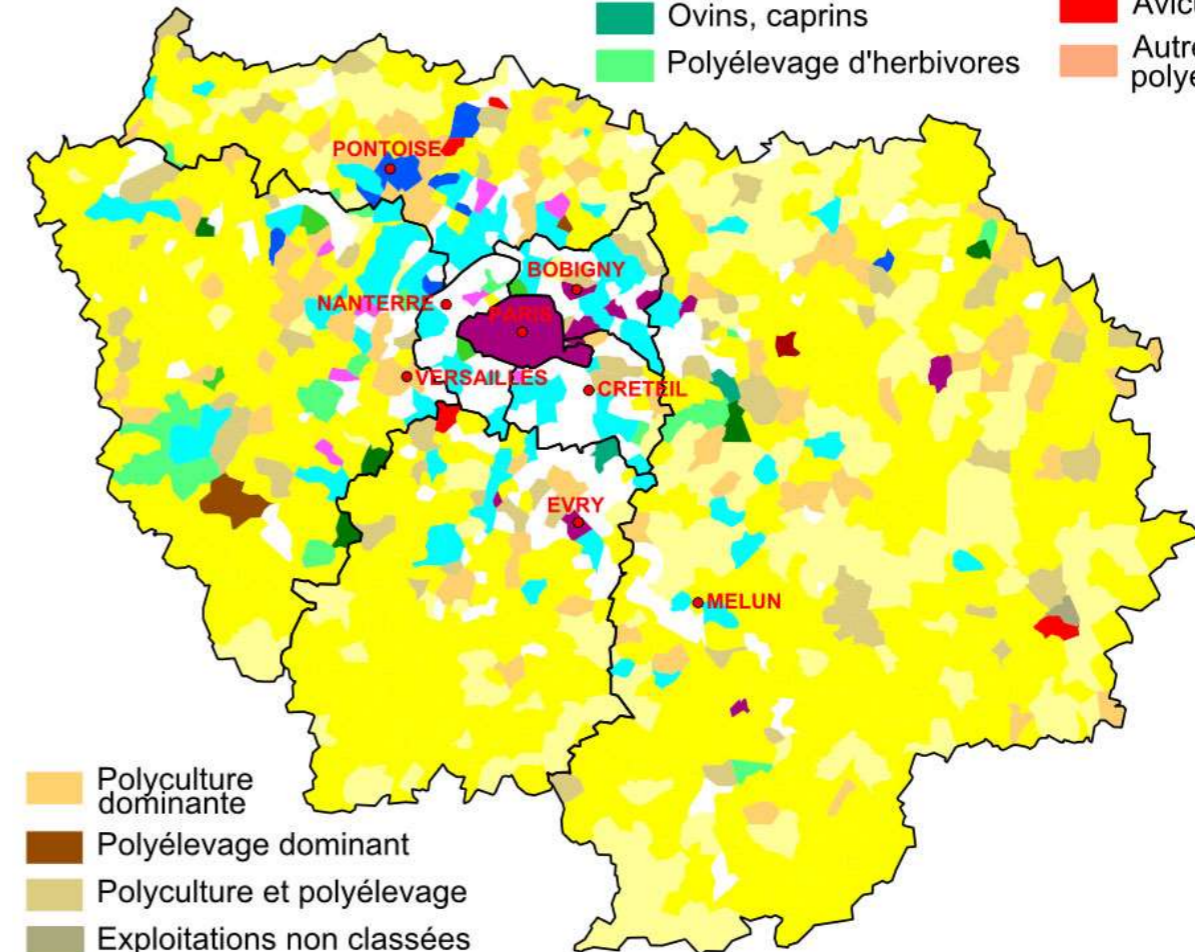 Ovins, caprins
Polyélevage d'herbivores
PONTOISE
BOBIGNY
NANTERRE
PARIS
VERSAILLES
CRETEIL
EVRY
MELUN
Polyculture
dominante
Polyélevage dominant
Polyculture et polyélevage
Exploitations non classées